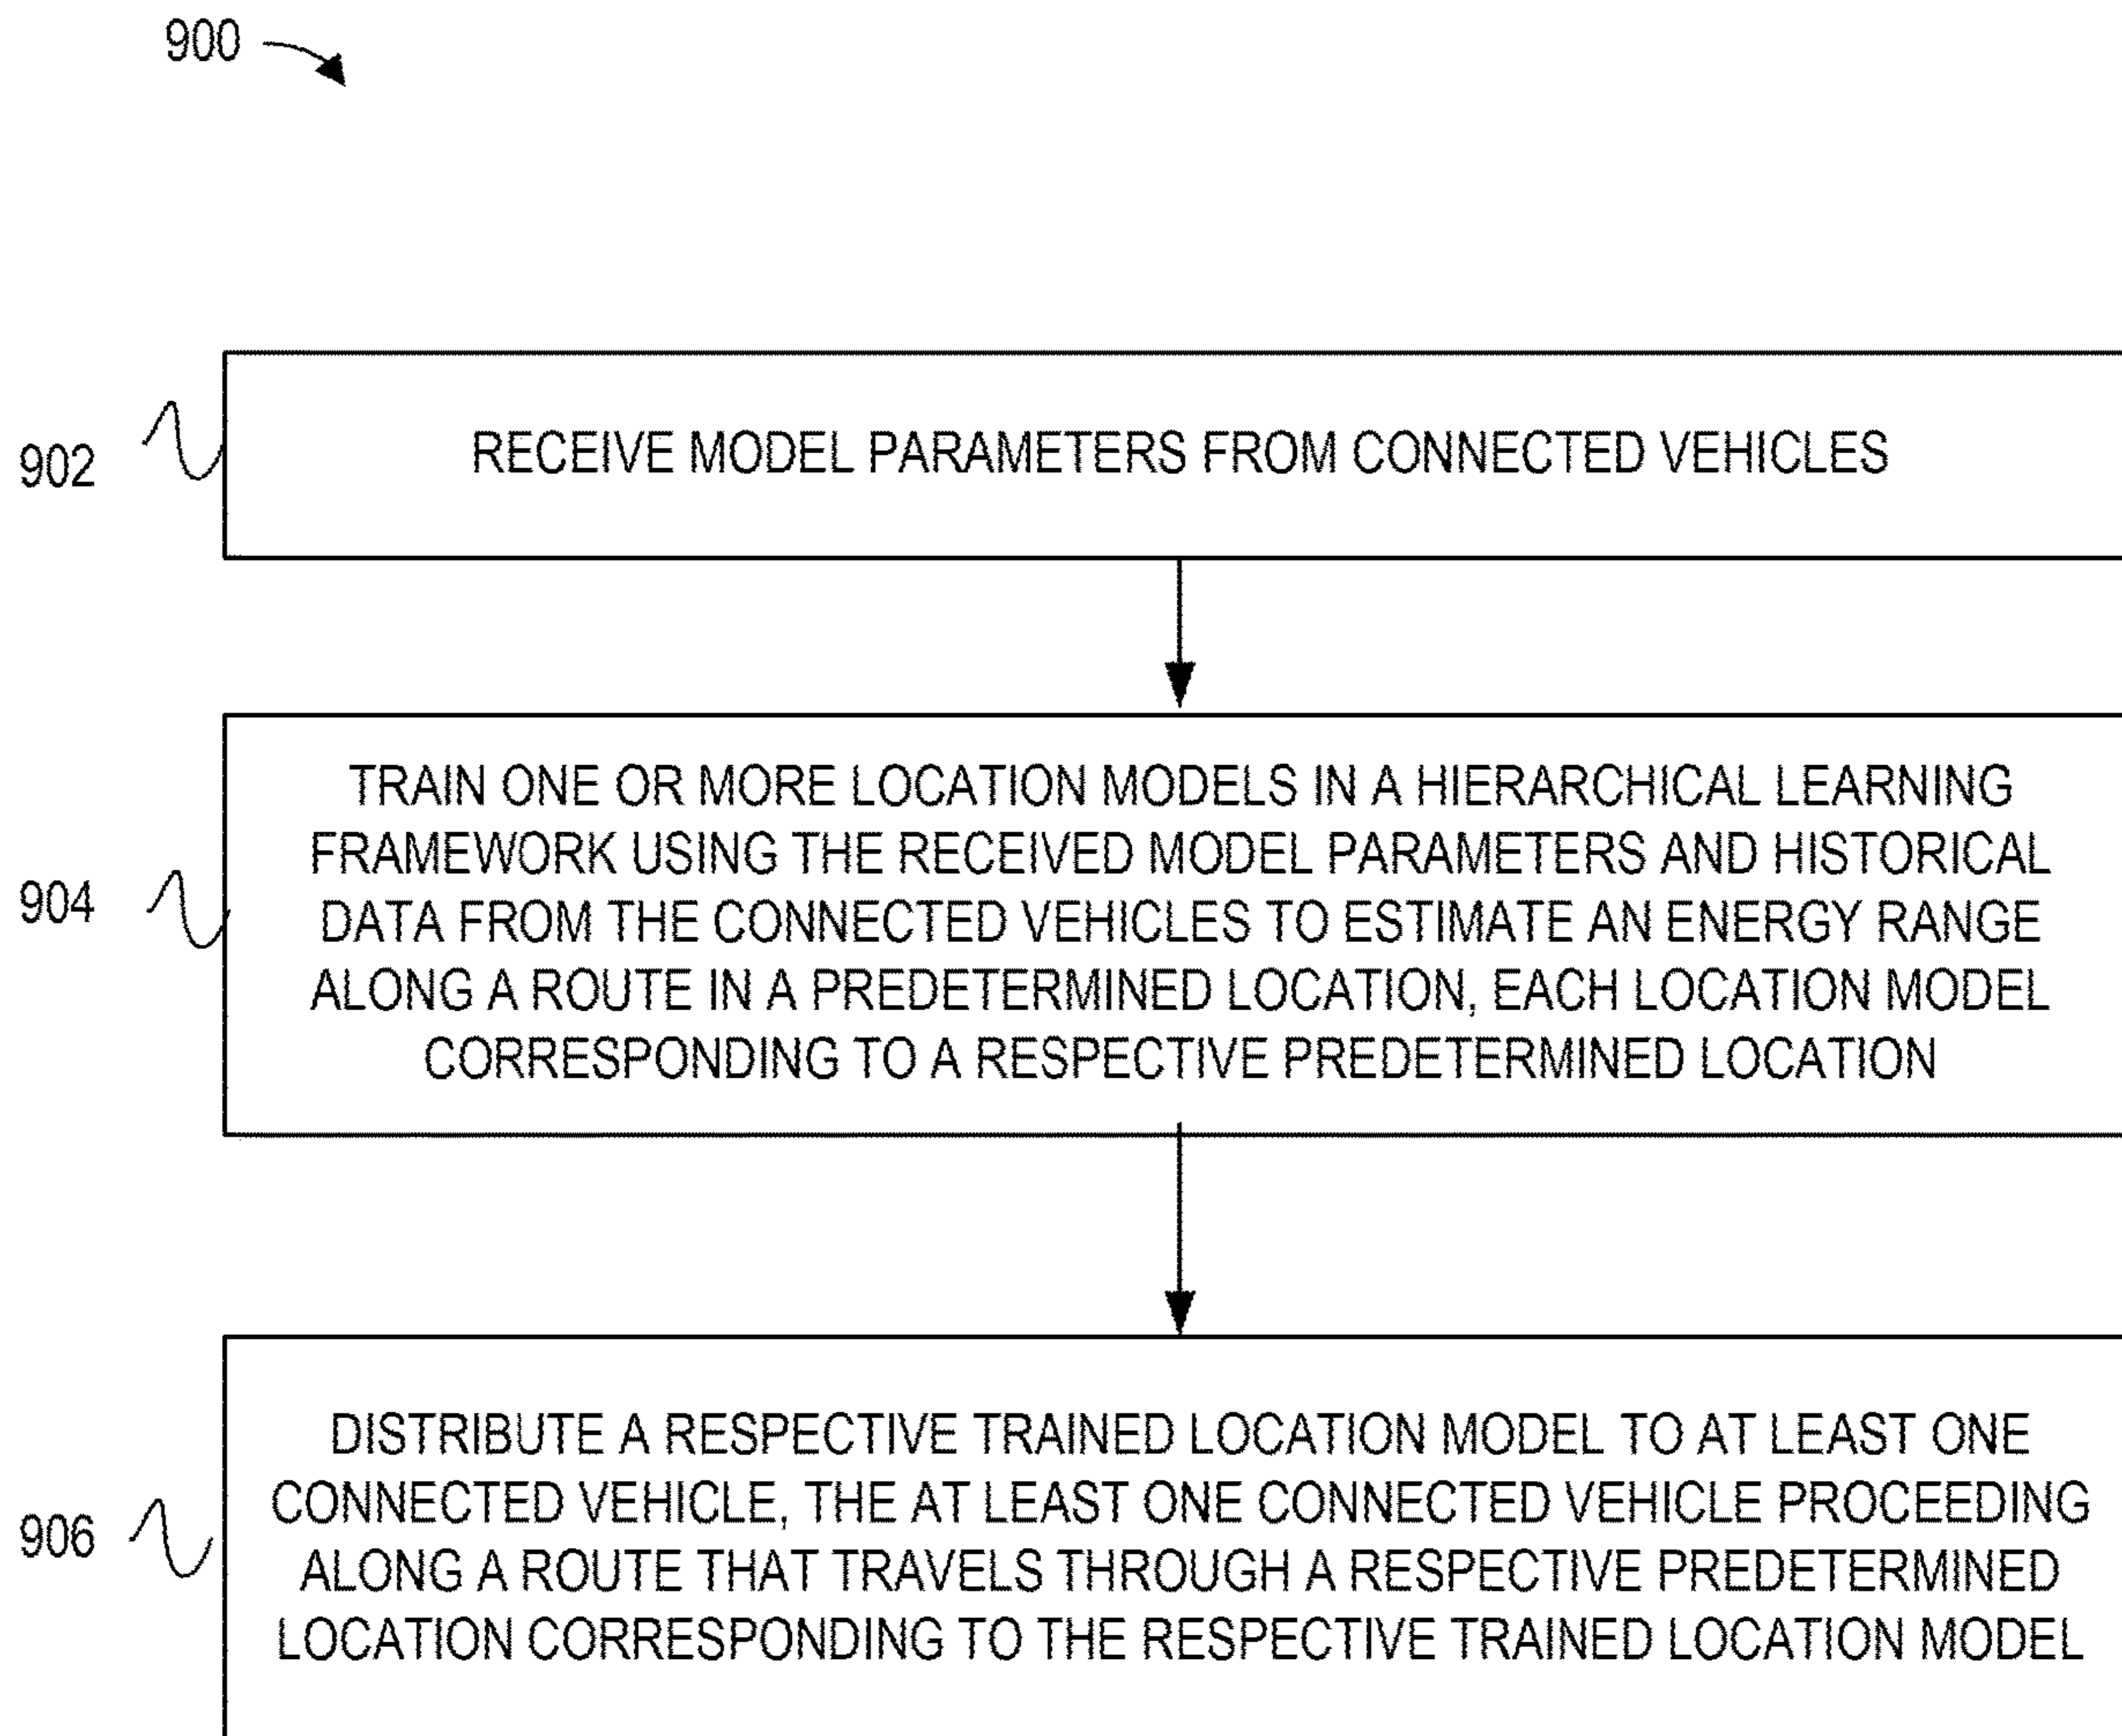 900
902
RECEIVE MODEL PARAMETERS FROM CONNECTED VEHICLES
904
TRAIN ONE OR MORE LOCATION MODELS IN A HIERARCHICAL LEARNING
FRAMEWORK USING THE RECEIVED MODEL PARAMETERS AND HISTORICAL
DATA FROM THE CONNECTED VEHICLES TO ESTIMATE AN ENERGY RANGE
ALONG A ROUTE IN A PREDETERMINED LOCATION, EACH LOCATION MODEL
CORRESPONDING TO A RESPECTIVE PREDETERMINED LOCATION
906
DISTRIBUTE A RESPECTIVE TRAINED LOCATION MODEL TO AT LEAST ONE
CONNECTED VEHICLE, THE AT LEAST ONE CONNECTED VEHICLE PROCEEDING
ALONG A ROUTE THAT TRAVELS THROUGH A RESPECTIVE PREDETERMINED
LOCATION CORRESPONDING TO THE RESPECTIVE TRAINED LOCATION MODEL